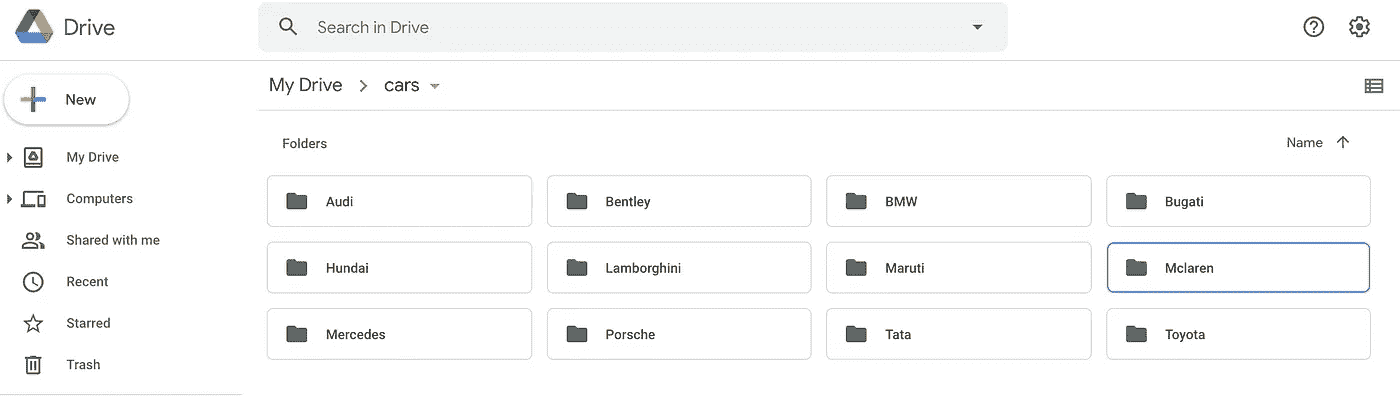 Drive
Search in Drive
My Drive > cars
New
My Drive
Computers
Shared with me
Recent
Starred
Trash
Folders
Name
Audi
Bentley
BMW
Bugati
Hundai
Lamborghini
Maruti
Mclaren
Mercedes
Porsche
Tata
Toyota